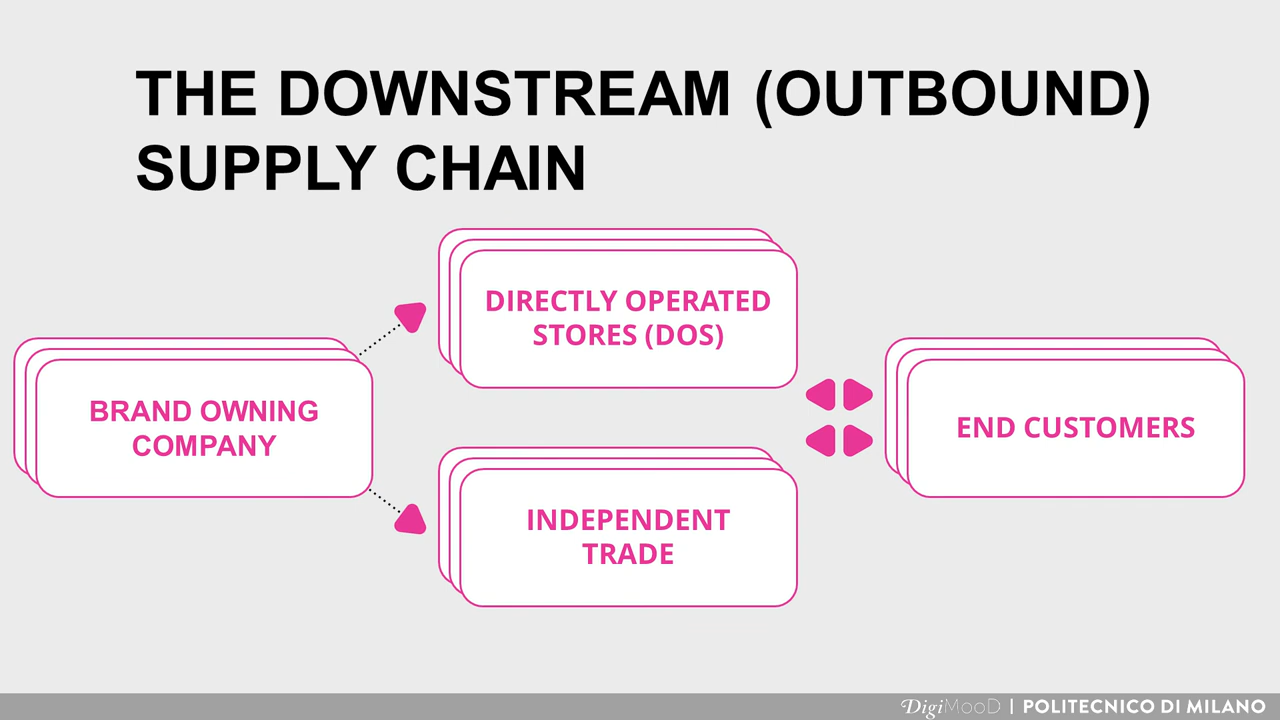 THE DOWNSTREAM (OUTBOUND)
SUPPLY CHAIN
DIRECTLY OPERATED
STORES (DOS)
BRAND OWNING
COMPANY
END CUSTOMERS
INDEPENDENT
TRADE
DigiMooD | POLITECNICO DI MILANO